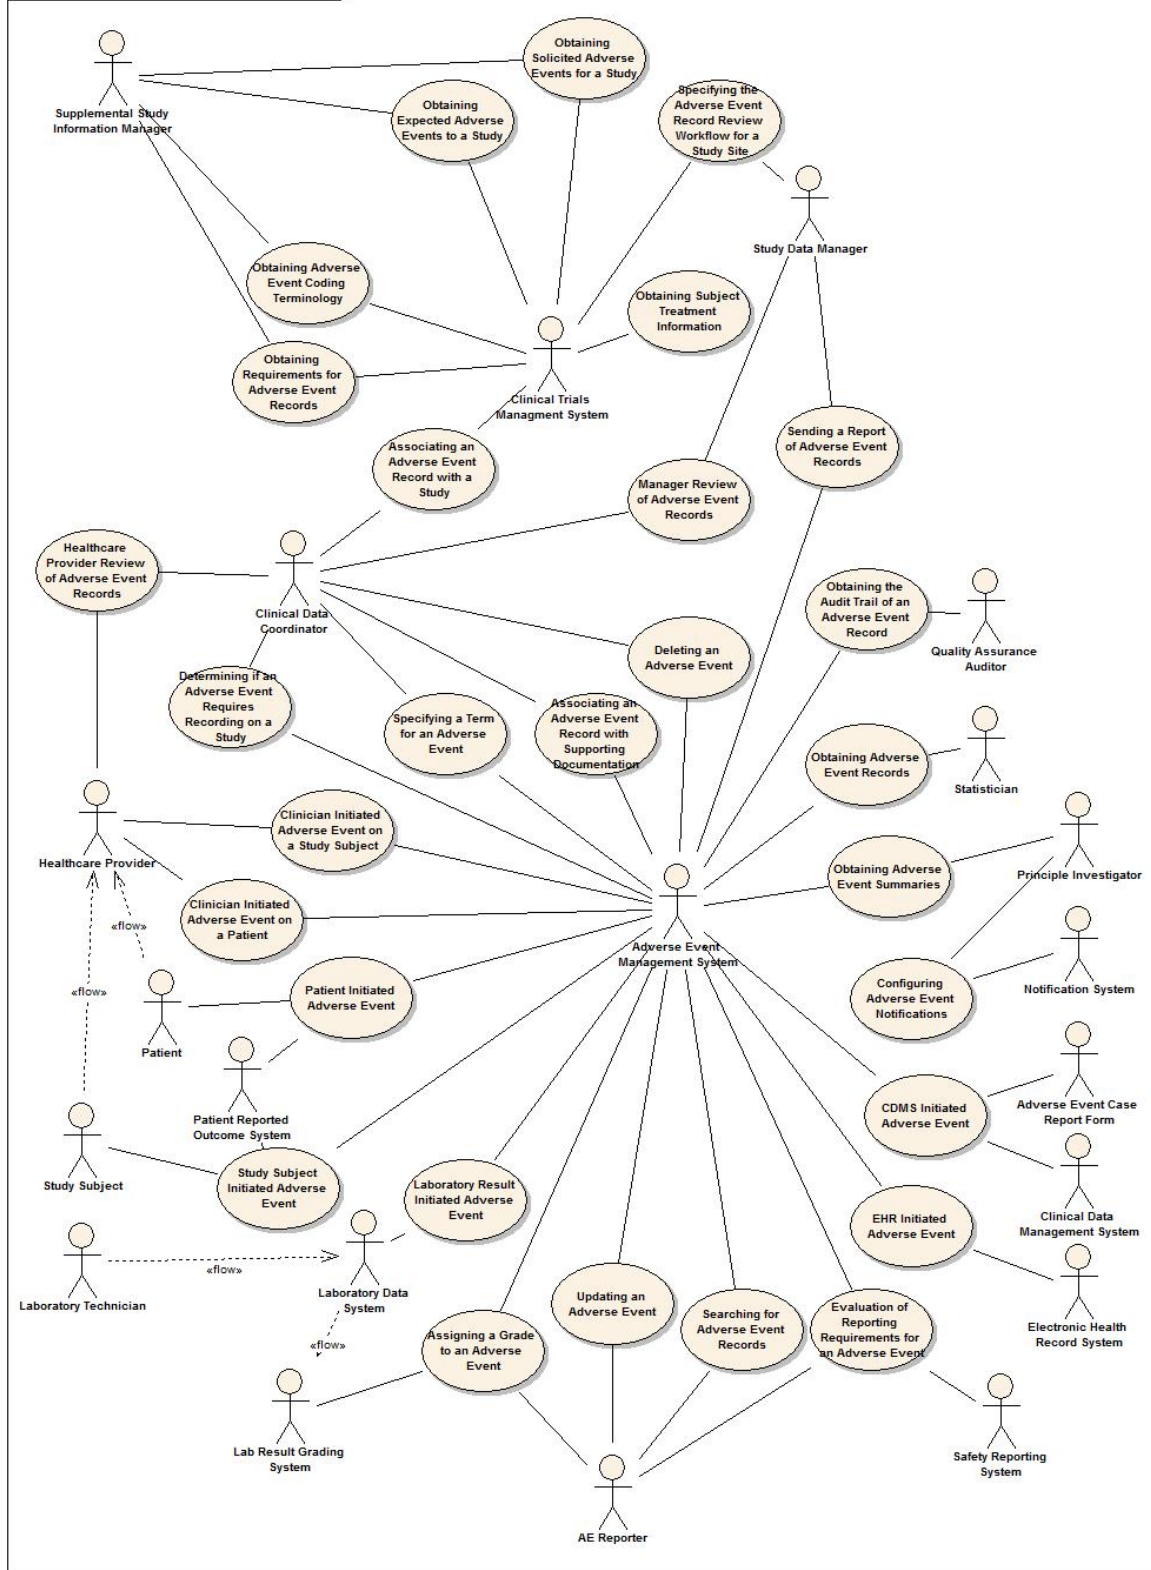 Obtaining
Solicited Adverse
Events for a Study
Supplemental Study
Information Manager
Obtaining
Expected Adverse
Events to a Study
Specifying the
Adverse Event
Record Review
Workflow for a
Study Site
Study Data Manager
Obtaining Adverse
Event Coding
Terminology
Obtaining Subject
Treatment
Information
Obtaining
Requirements for
Adverse Event
Records
Clinical Trials
Managment System
Associating an
Adverse Event
Record with a
Study
Sending a Report
of Adverse Event
Records
Manager Review
of Adverse Event
Records
Healthcare
Provider Review
of Adverse Event
Records
Clinical Data
Coordinator
Obtaining the
Audit Trail of an
Adverse Event
Record
Quality Assurance
Auditor
Deleting an
Adverse Event
Determining if an
Adverse Event
Requires
Recording on a
Study
Specifying a Term
for an Adverse
Event
Associating an
Adverse Event
Record with
Supporting
Documentation
Obtaining Adverse
Event Records
Statistician
Clinician Initiated
Adverse Event on
a Study Subject
Healthcare Provider
Obtaining Adverse
Event Summaries
Principle Investigator
Clinician Initiated
Adverse Event on
a Patient
«flow»
Adverse Event
Management System
Patient Initiated
Adverse Event
Configuring
Adverse Event
Notifications
Notification System
«flow»
Patient
Patient Reported
Outcome System
CDMS Initiated
Adverse Event
Adverse Event Case
Report Form
Study Subject
Study Subject
Initiated Adverse
Event
Laboratory Result
Initiated Adverse
Event
EHR Initiated
Adverse Event
Clinical Data
Management System
«flow»
Laboratory Technician
Laboratory Data
System
Updating an
Adverse Event
Searching for
Adverse Event
Records
Evaluation of
Reporting
Requirements for
an Adverse Event
Electronic Health
Record System
«flow»
Assigning a Grade
to an Adverse
Event
Lab Result Grading
System
Safety Reporting
System
AE Reporter